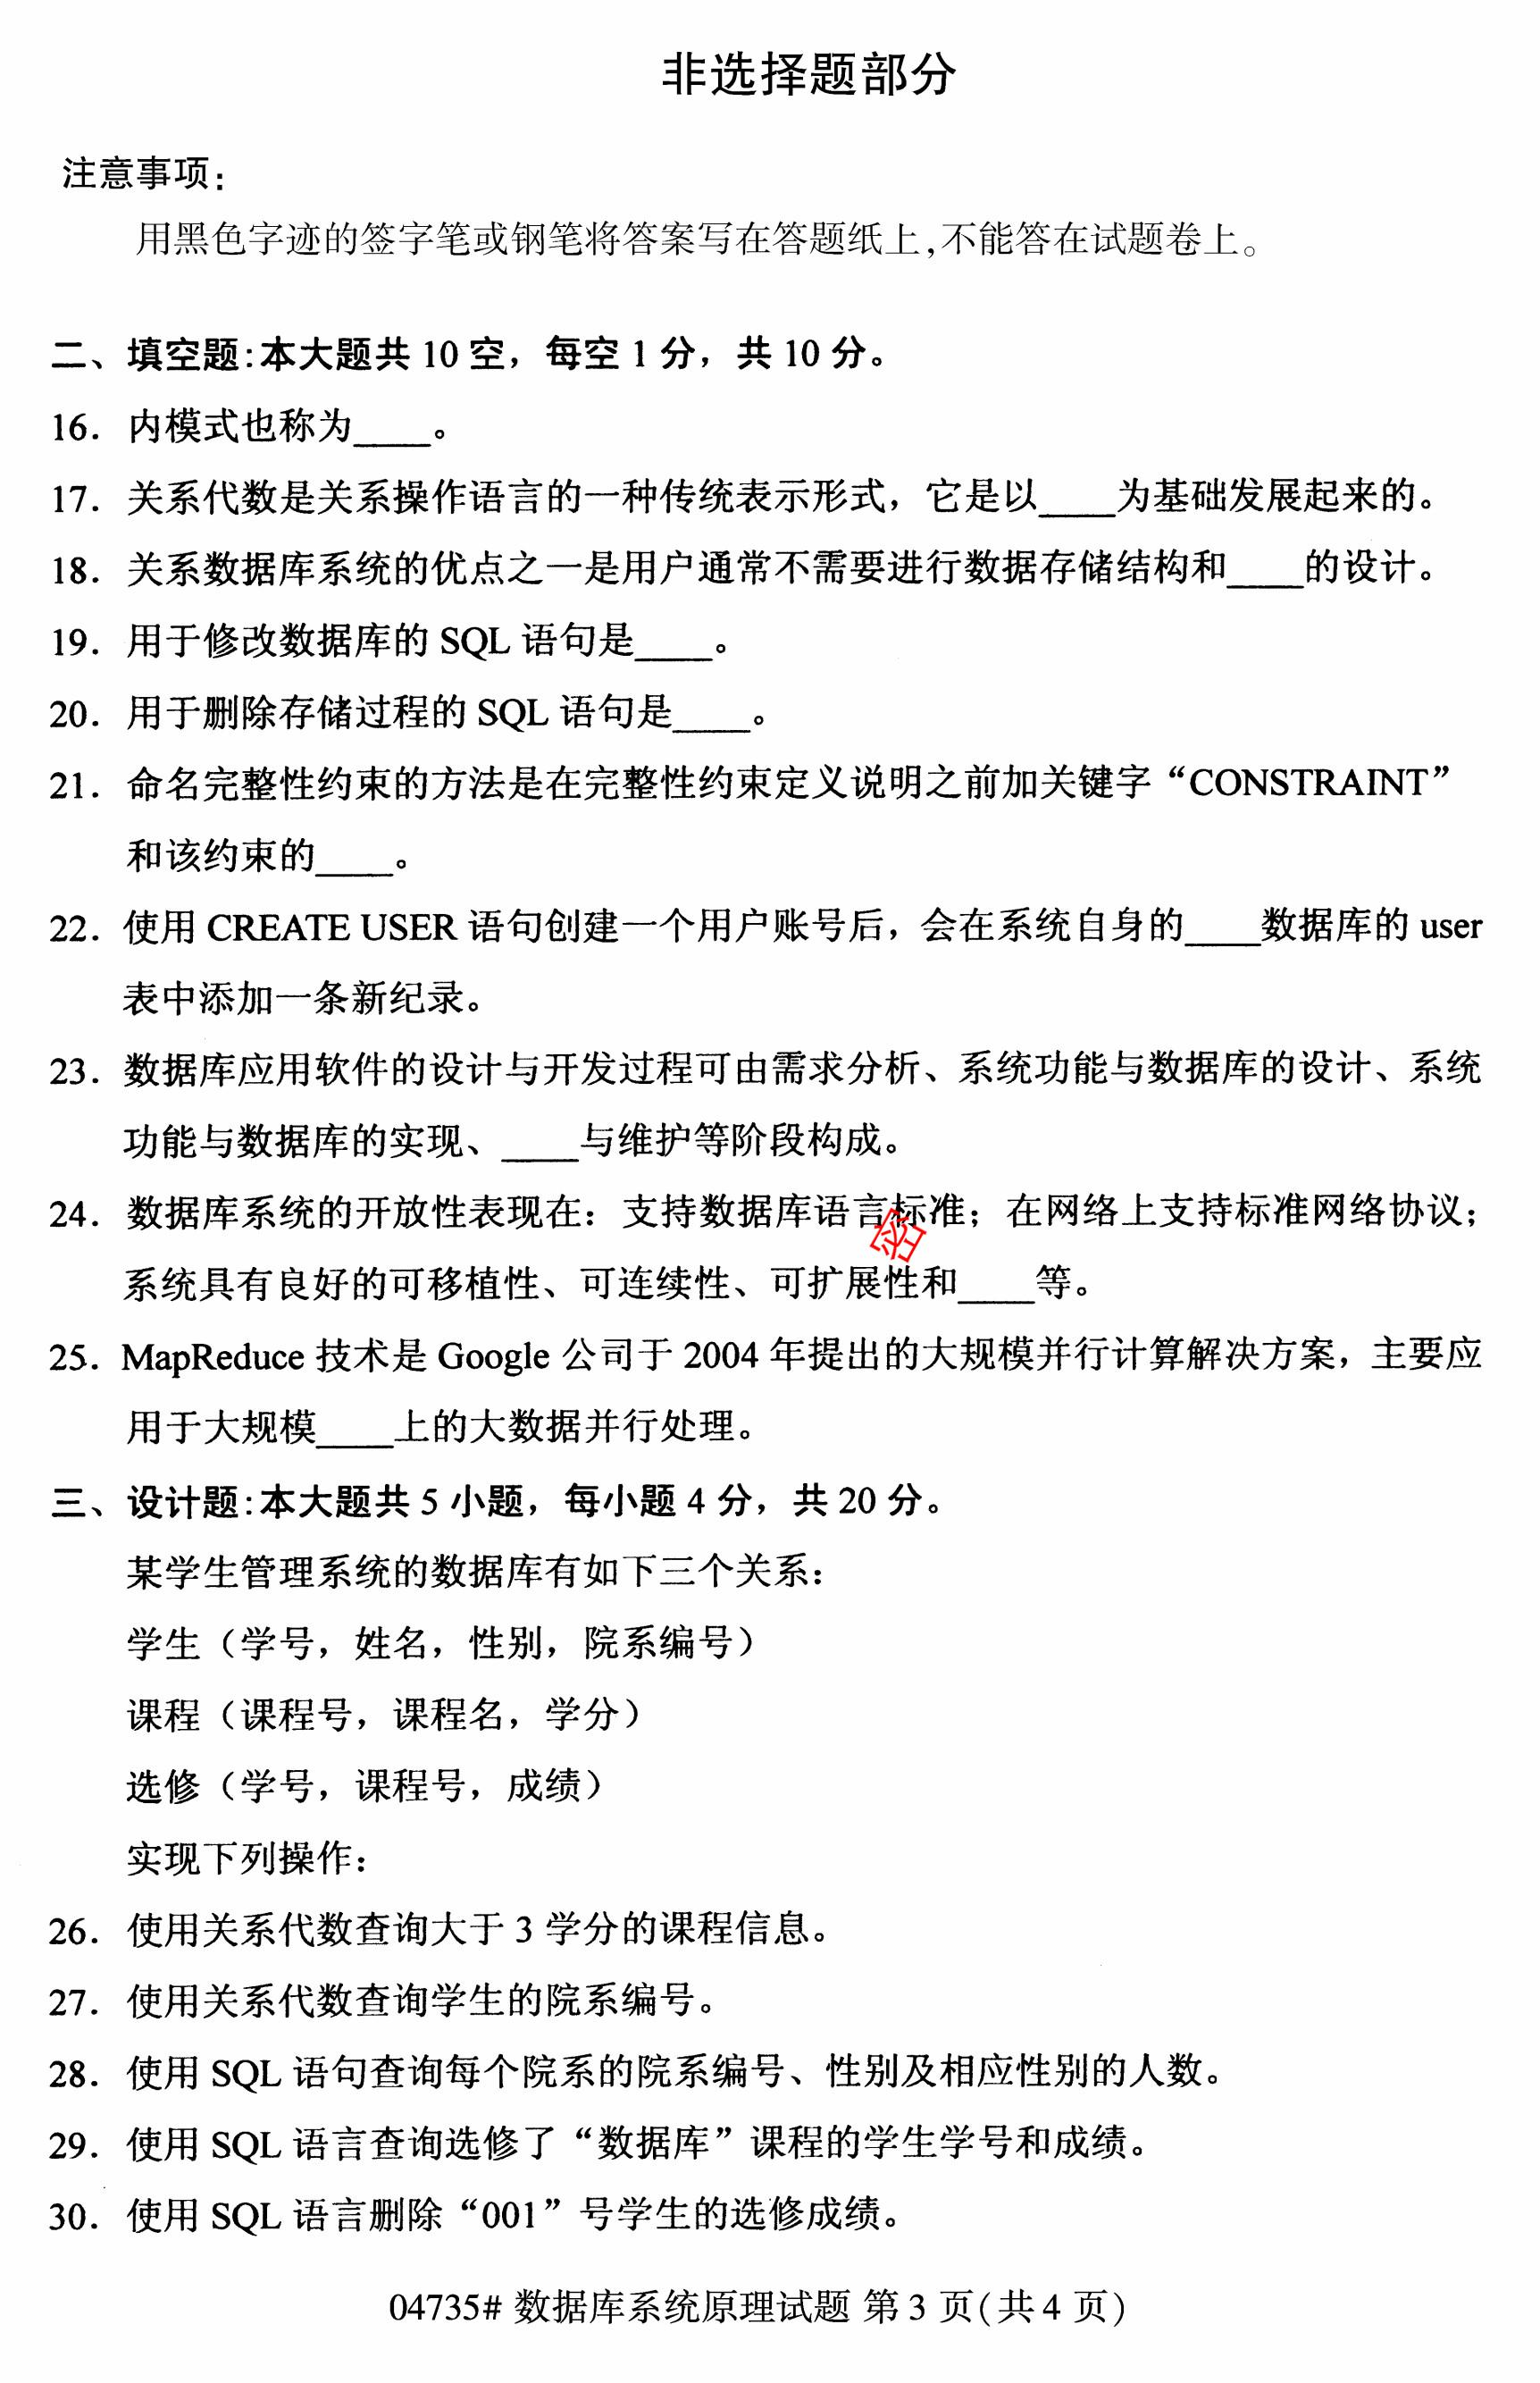 非选择题部分
注意事项：
用黑色字迹的签字笔或钢笔将答案写在答题纸上,不能答在试题卷上。
二、填空题：本大题共 10 空，每空 1 分，共 10 分。
16. 内模式也称为____。
17. 关系代数是关系操作语言的一种传统表示形式，它是以____为基础发展起来的。
18. 关系数据库系统的优点之一是用户通常不需要进行数据存储结构和____的设计。
19. 用于修改数据库的 SQL 语句是____。
20. 用于删除存储过程的 SQL 语句是____。
21. 命名完整性约束的方法是在完整性约束定义说明之前加关键字“CONSTRAINT”
和该约束的____。
22. 使用 CREATE USER 语句创建一个用户账号后，会在系统自身的____数据库的 user
表中添加一条新纪录。
23. 数据库应用软件的设计与开发过程可由需求分析、系统功能与数据库的设计、系统
功能与数据库的实现、____与维护等阶段构成。
24. 数据库系统的开放性表现在：支持数据库语言标准；在网络上支持标准网络协议；
密
系统具有良好的可移植性、可连续性、可扩展性和____等。
25. MapReduce 技术是 Google 公司于 2004 年提出的大规模并行计算解决方案，主要应
用于大规模____上的大数据并行处理。
三、设计题：本大题共 5 小题，每小题 4 分，共 20 分。
某学生管理系统的数据库有如下三个关系：
学生（学号，姓名，性别，院系编号）
课程（课程号，课程名，学分）
选修（学号，课程号，成绩）
实现下列操作：
26. 使用关系代数查询大于 3 学分的课程信息。
27. 使用关系代数查询学生的院系编号。
28. 使用 SQL 语句查询每个院系的院系编号、性别及相应性别的人数。
29. 使用 SQL 语言查询选修了“数据库”课程的学生学号和成绩。
30. 使用 SQL 语言删除“001”号学生的选修成绩。
04735# 数据库系统原理试题 第 3 页(共 4 页)